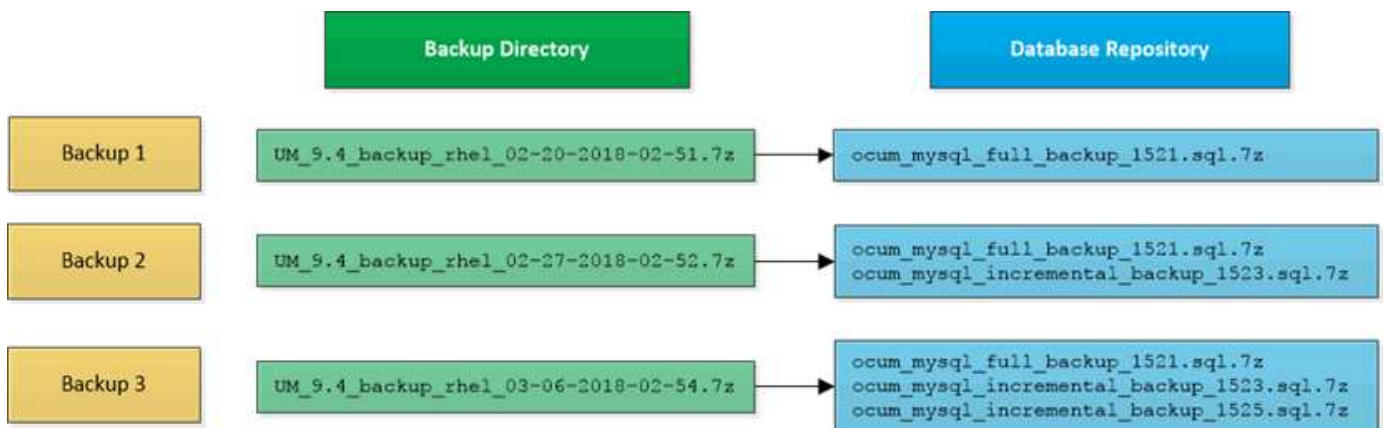 Backup Directory
Database Repository
Backup 1
UM_9.4_backup_rhel_02-20-2018-02-51.7z
ocum_mysql_full_backup_1521.sql.7z
Backup 2
UM_9.4_backup_rhel_02-27-2018-02-52.7z
ocum_mysql_full_backup_1521.sql.7z
ocum_mysql_incremental_backup_1523.sql.7z
Backup 3
UM_9.4_backup_rhel_03-06-2018-02-54.7z
ocum_mysql_full_backup_1521.sql.7z
ocum_mysql_incremental_backup_1523.sql.7z
ocum_mysql_incremental_backup_1525.sql.7z